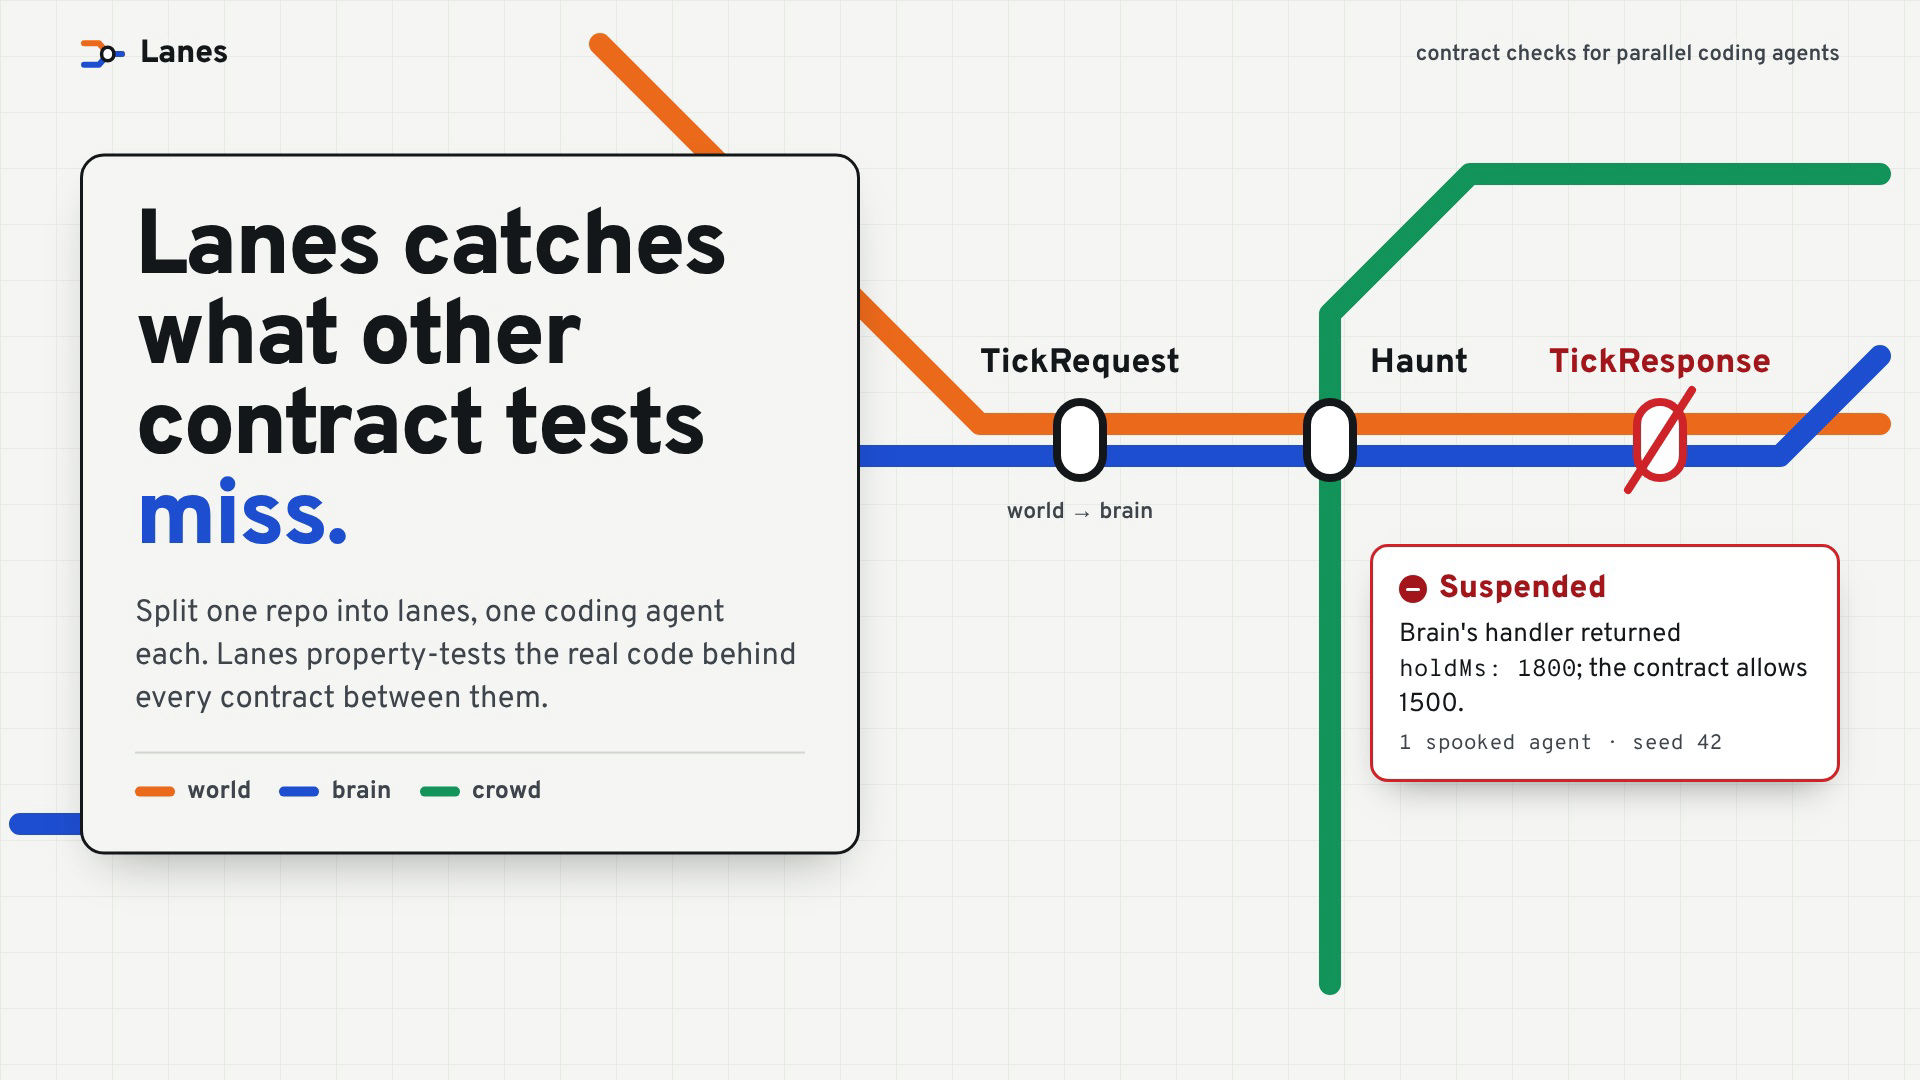 Lanes
contract checks for parallel coding agents
Lanes catches
what other
contract tests
miss.
Split one repo into lanes, one coding agent
each. Lanes property-tests the real code behind
every contract between them.
world brain crowd
TickRequest
world → brain
Haunt
TickResponse
Suspended
Brain's handler returned
holdMs: 1800; the contract allows
1500.
1 spooked agent · seed 42